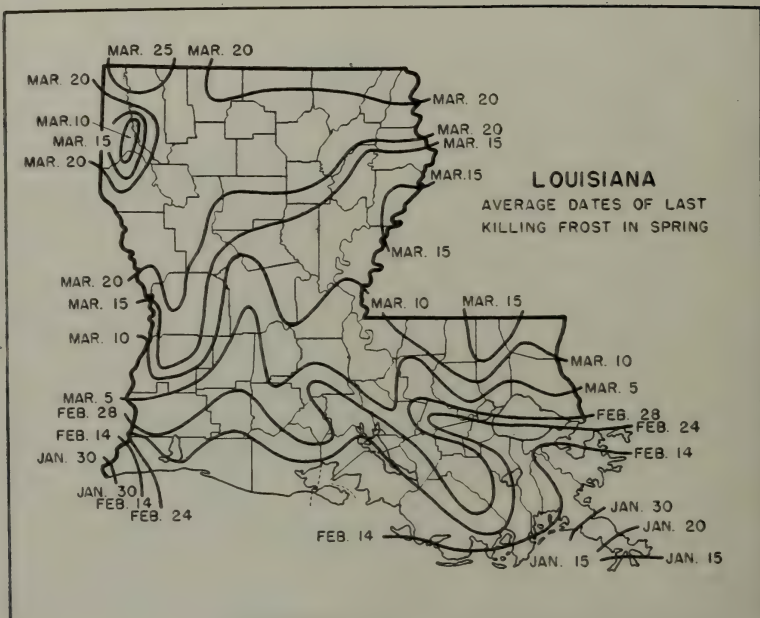 MAR. 25 MAR. 20
MAR. 20
MAR. 20
MAR.10
MAR. 15
MAR. 20
MAR. 20
MAR. 15
MAR.15
LOUISIANA
AVERAGE DATES OF LAST
KILLING FROST IN SPRING
MAR. 15
MAR. 20
MAR. 15
MAR. 10
MAR. 15
MAR. 10
MAR. 10
MAR. 5
MAR. 5
FEB. 28
FEB. 28
FEB. 24
FEB. 14
FEB. 14
JAN. 30
JAN. 30
FEB. 14
FEB. 24
JAN. 30
JAN. 20
FEB. 14
JAN. 15
JAN. 15